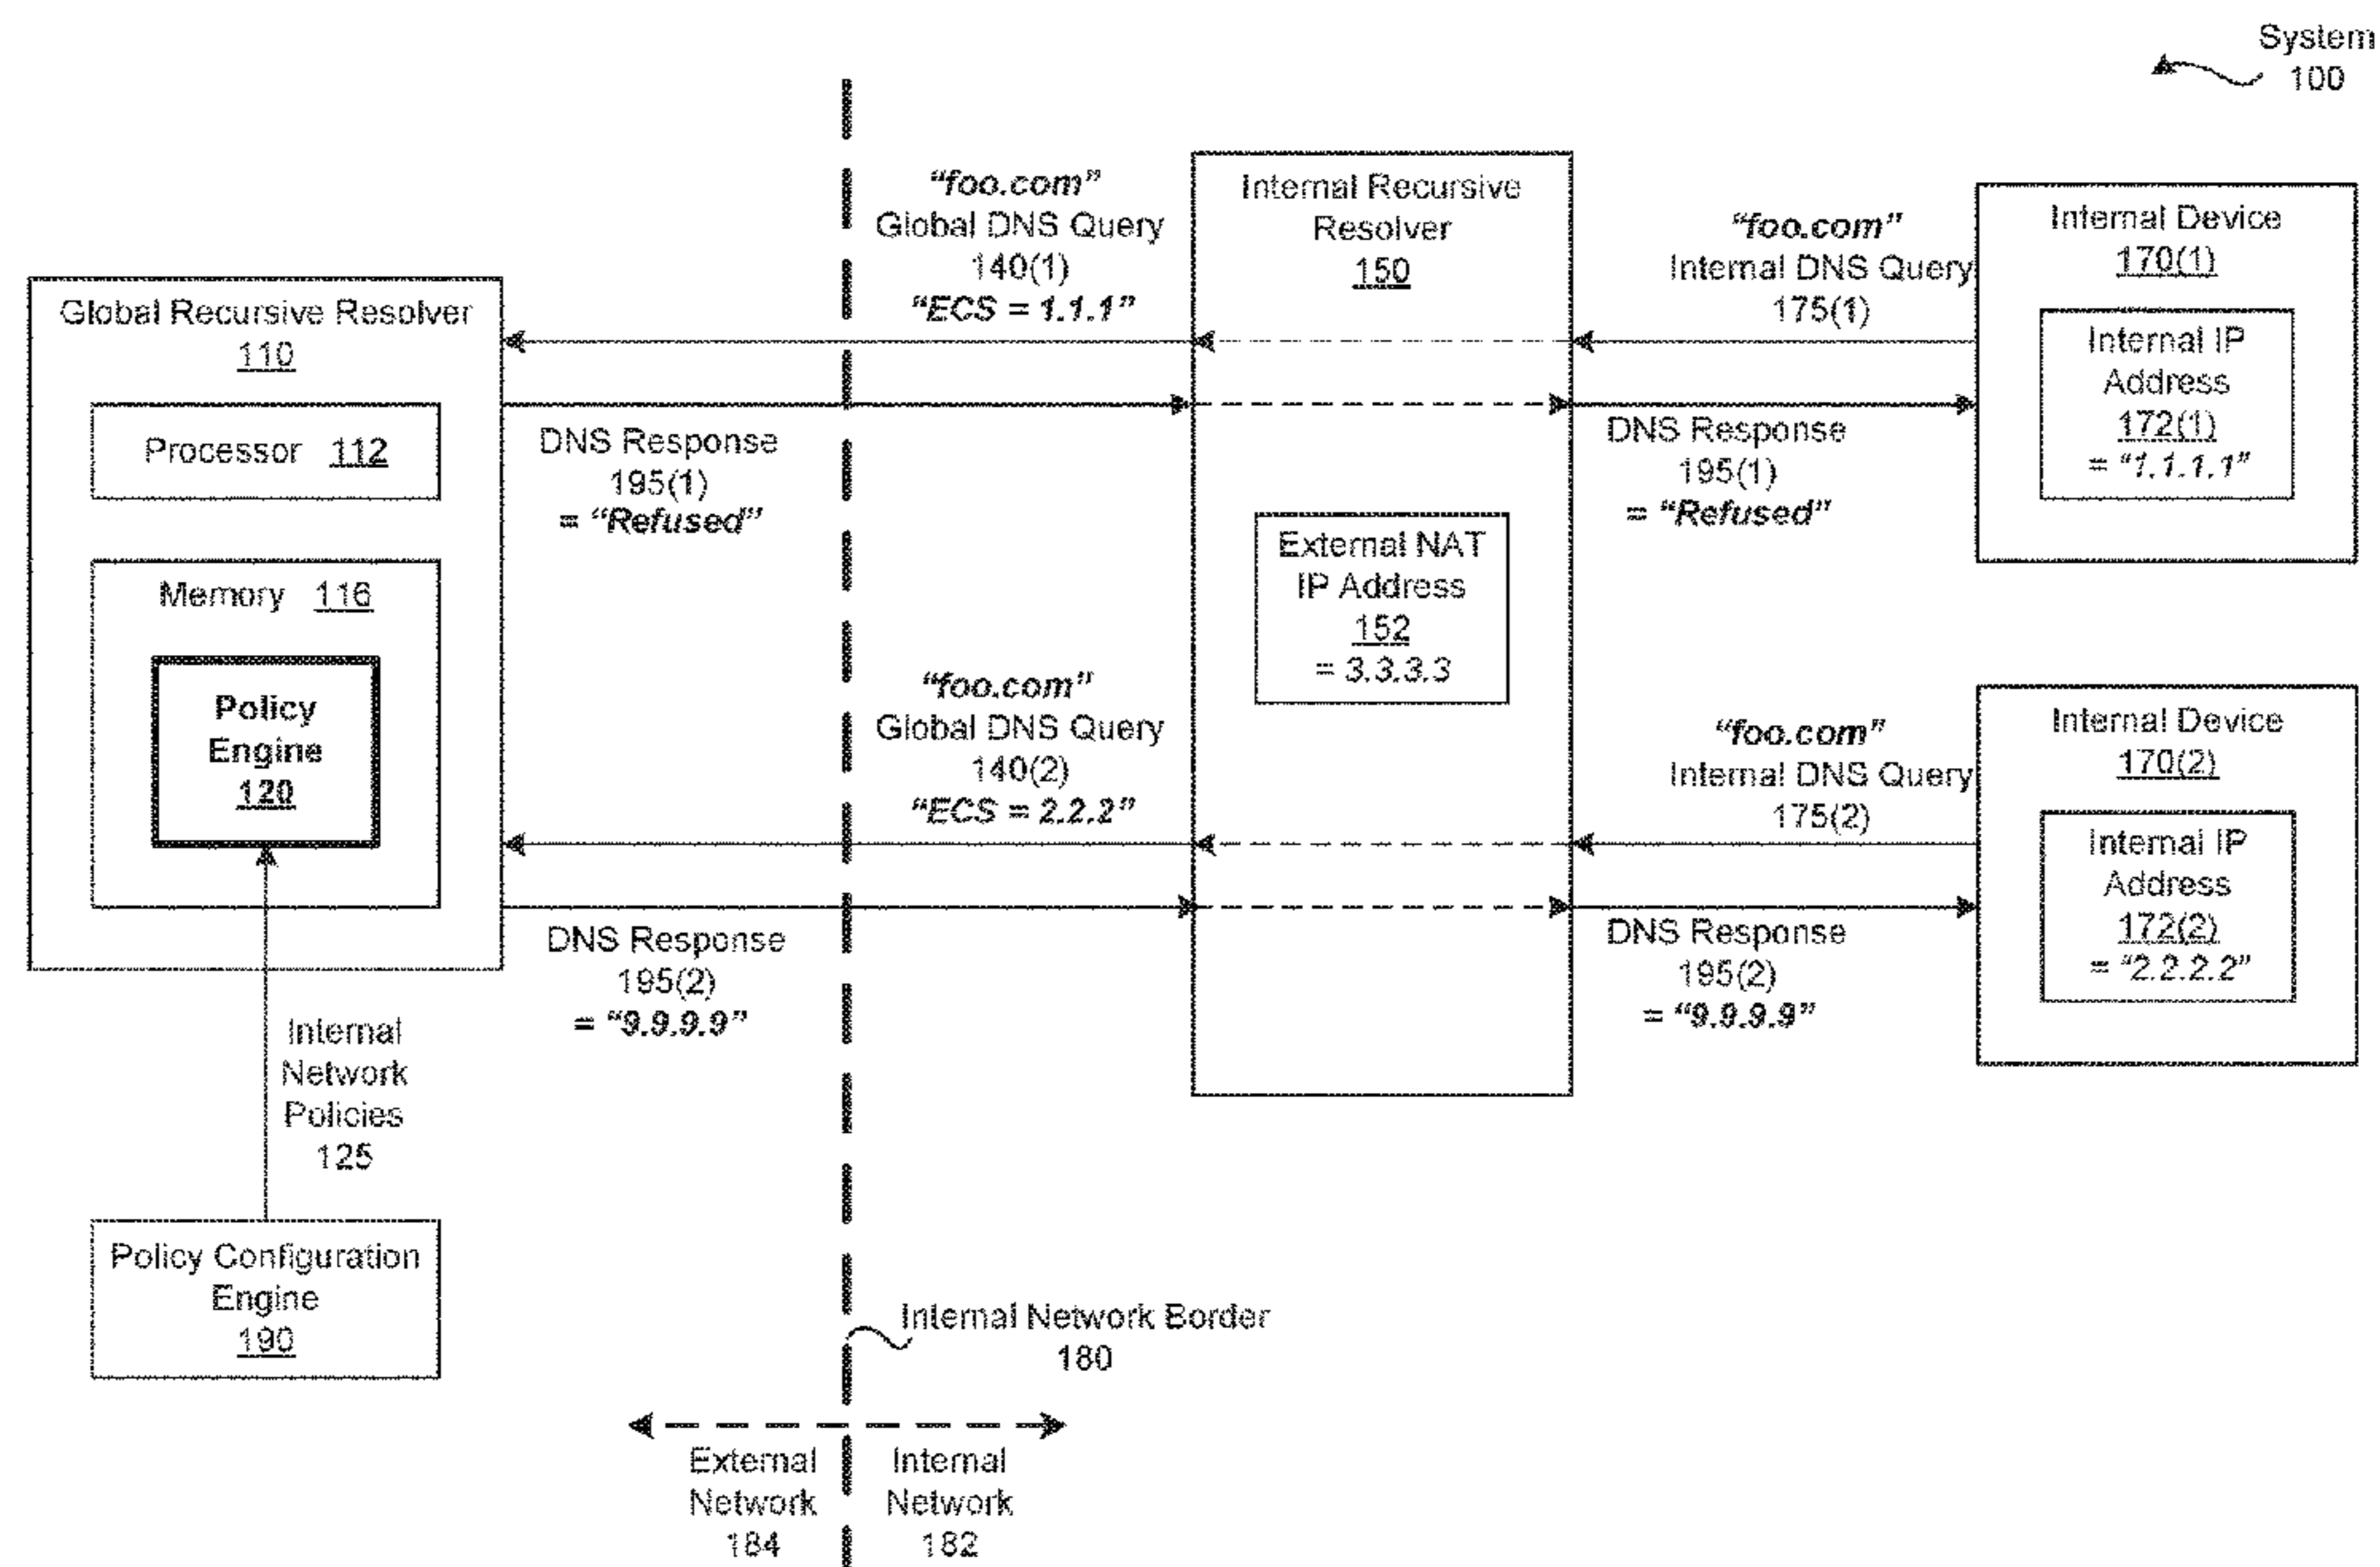 System
100
Global Recursive Resolver
110
Processor 112
Memory 116
Policy
Engine
120
Internal
Network
Policies
125
Policy Configuration
Engine
190
DNS Response
195(1)
= "Refused"
DNS Response
195(2)
= "9.9.9.9"
"foo.com"
Global DNS Query
140(1)
"ECS = 1.1.1"
"foo.com"
Global DNS Query
140(2)
"ECS = 2.2.2"
Internal Network Border
180
External
Network
184
Internal
Network
182
Internal Recursive
Resolver
150
External NAT
IP Address
152
= 3.3.3.3
"foo.com"
Internal DNS Query
175(1)
DNS Response
195(1)
= "Refused"
"foo.com"
Internal DNS Query
175(2)
DNS Response
195(2)
= "9.9.9.9"
Internal Device
170(1)
Internal IP
Address
172(1)
= "1.1.1.1"
Internal Device
170(2)
Internal IP
Address
172(2)
= "2.2.2.2"